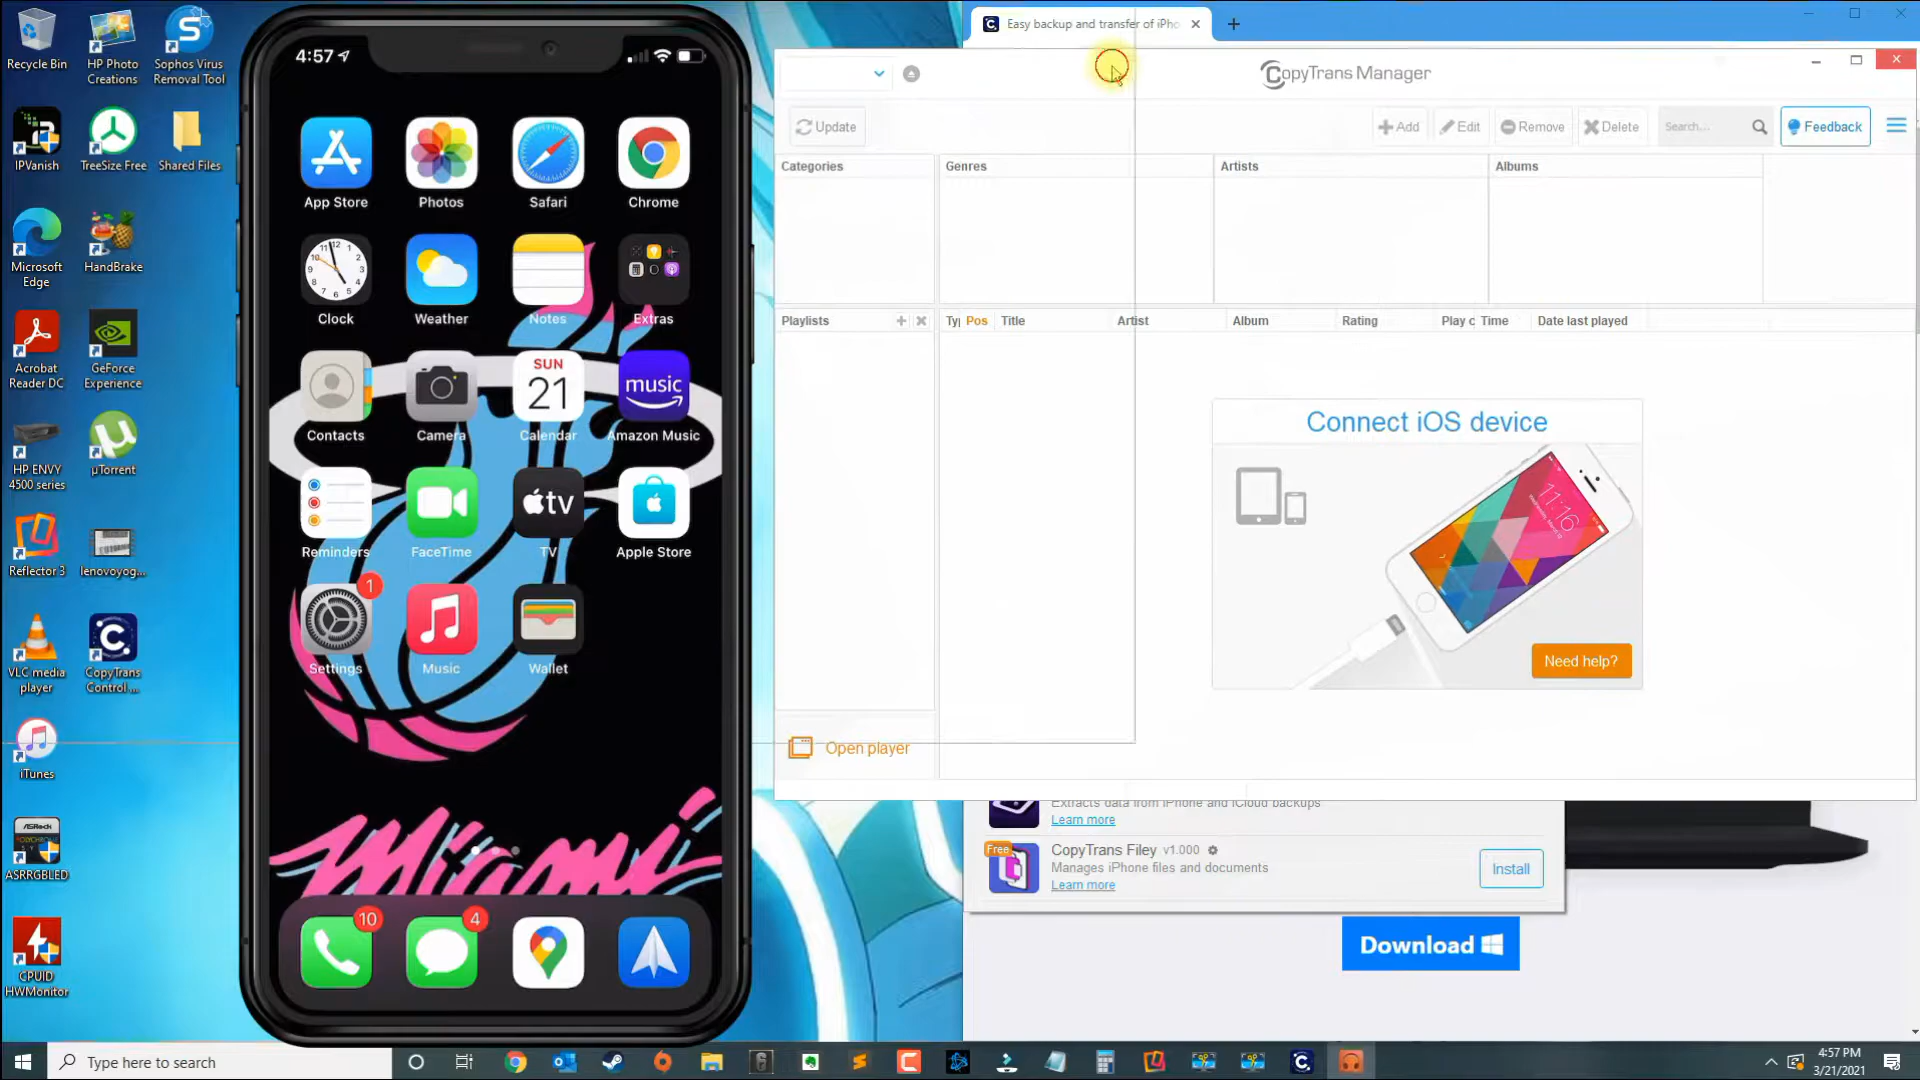 Recycle Bin
HP Photo
Creations
Sophos Virus
Removal Tool
IPVanish
TreeSize Free
Shared Files
Microsoft
Edge
HandBrake
Acrobat
Reader DC
GeForce
Experience
HP ENVY
4500 series
µTorrent
Reflector 3
lenovoyog...
VLC media
player
CopyTrans
Control ...
iTunes
ASRock
ASRRGBLED
CPUID
HWMonitor
4:57
App Store
Photos
Safari
Chrome
Clock
Weather
Notes
Extras
Contacts
Camera
SUN
21
Calendar
music
Amazon Music
Reminders
FaceTime
tv
TV
Apple Store
1
Settings
Music
Wallet
Miami
10
4
Easy backup and transfer of iPho
CopyTrans Manager
Update
Add
Edit
Remove
Delete
Search...
Feedback
Categories
Genres
Artists
Albums
Playlists
Pos
Title
Artist
Album
Rating
Play c
Time
Date last played
Connect iOS device
11:16
Need help?
Open player
Extracts data from iPhone and iCloud backups
Learn more
Free
CopyTrans Filey v1.000
Manages iPhone files and documents
Learn more
Install
Download
Type here to search
4:57 PM
3/21/2021